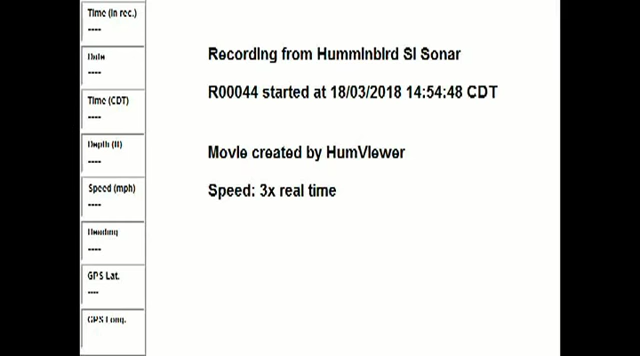 Time (in rec.)
----
Date
----
Time (CDT)
----
Depth (ft)
----
Speed (mph)
----
Heading
----
GPS Lat.
----
GPS Long.
Recording from Humminbird SI Sonar
R00044 started at 18/03/2018 14:54:48 CDT
Movie created by HumViewer
Speed: 3x real time